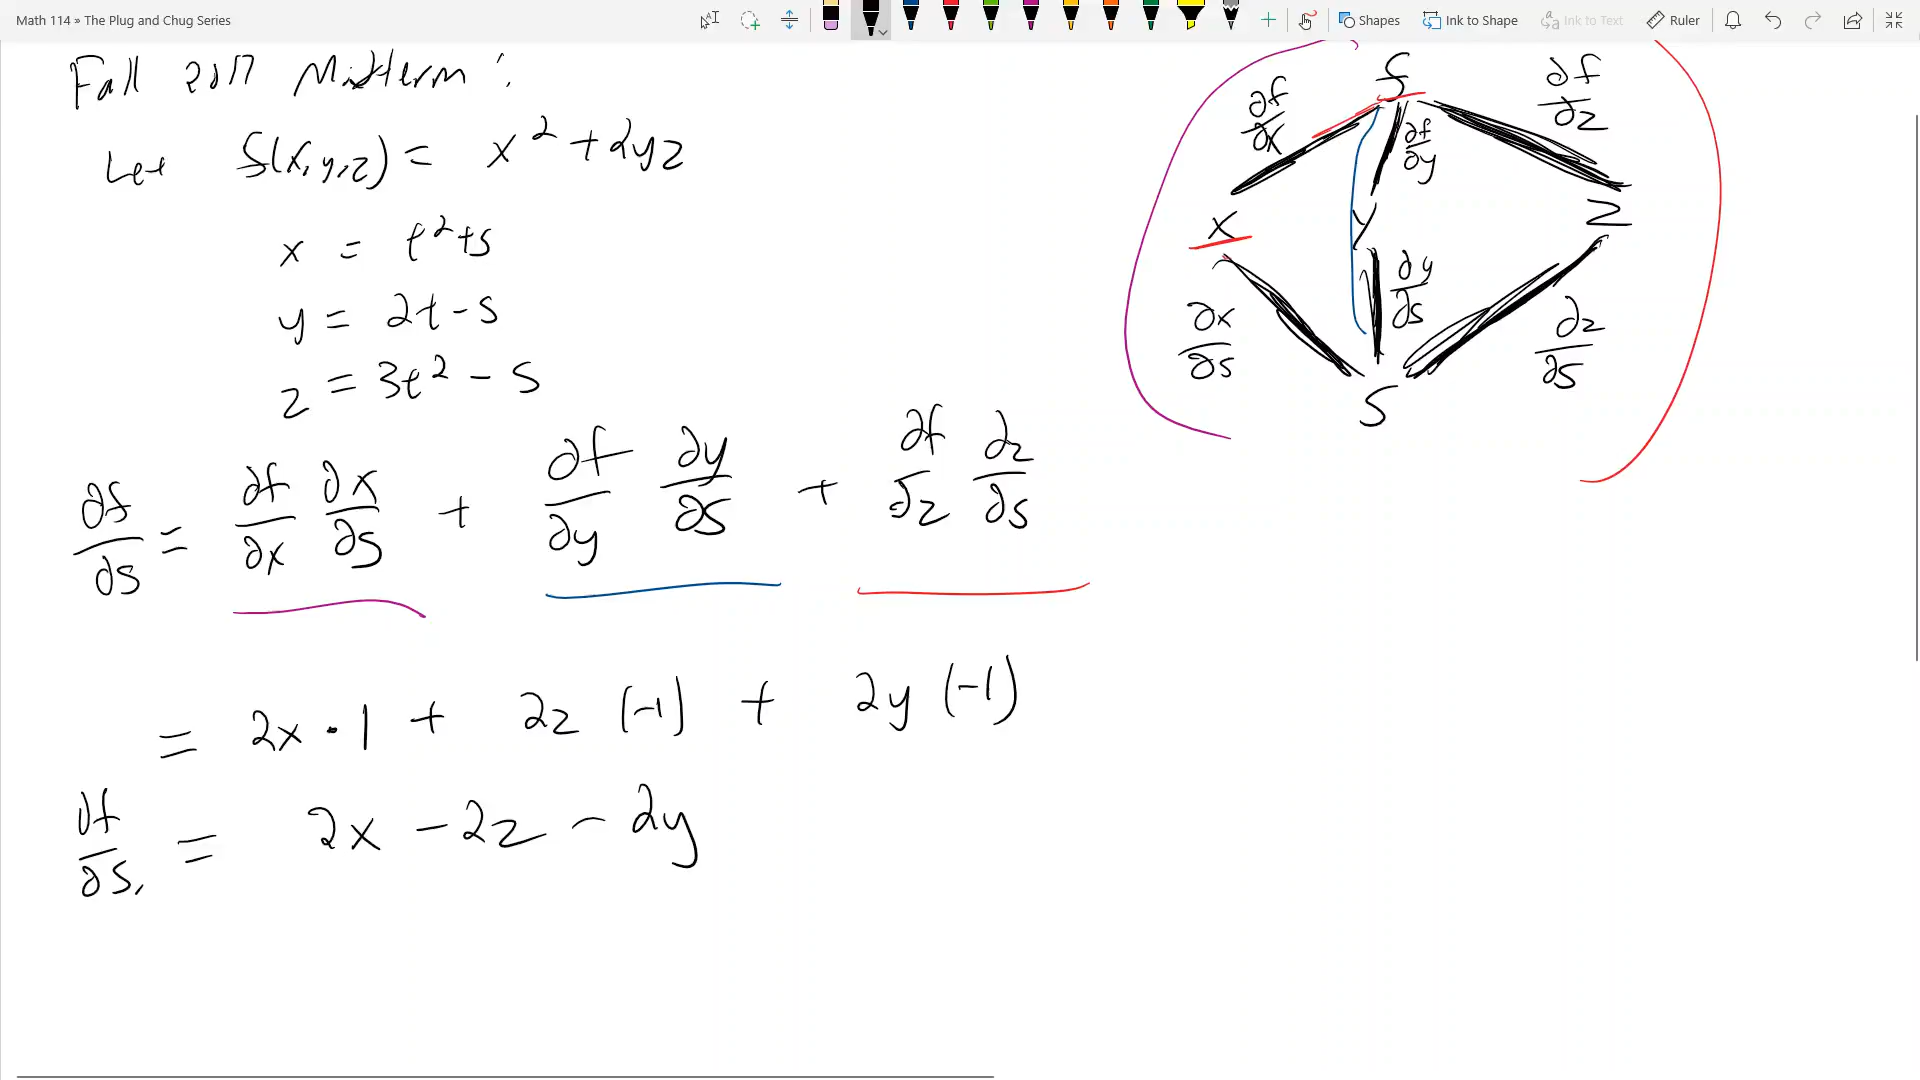 Math 114 » The Plug and Chug Series
Shapes Ink to Shape Ink to Text Ruler
Fall 2017 Midterm :
Let f(x,y,z) = x² + 2yz
x = t²+s
y = 2t - s
z = 3t² - s
∂f/∂s = ∂f/∂x ∂x/∂s + ∂f/∂y ∂y/∂s + ∂f/∂z ∂z/∂s
= 2x · 1 + 2z (-1) + 2y (-1)
∂f/∂s = 2x - 2z - 2y
f
∂f/∂x ∂f/∂y ∂f/∂z
x y z
∂x/∂s ∂y/∂s ∂z/∂s
s